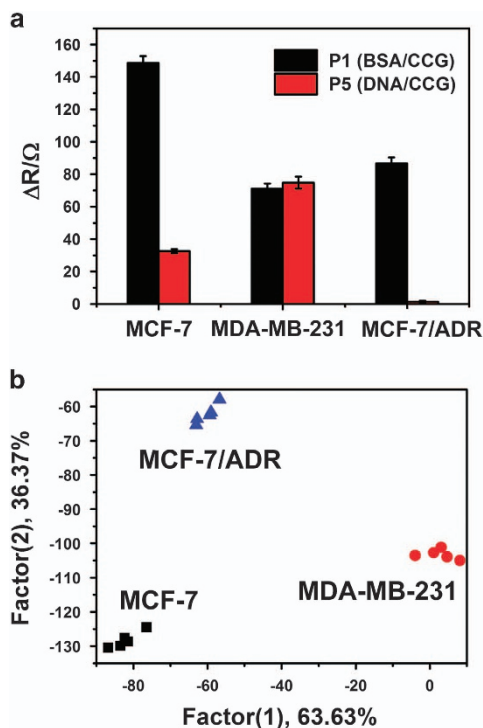 a
160
140
120
100
80
60
40
20
0
ΔR/Ω
P1 (BSA/CCG)
P5 (DNA/CCG)
MCF-7 MDA-MB-231 MCF-7/ADR
b
-60
-70
-80
-90
-100
-110
-120
-130
Factor(2), 36.37%
MCF-7/ADR
MDA-MB-231
MCF-7
-80 -60 -40 -20 0
Factor(1), 63.63%